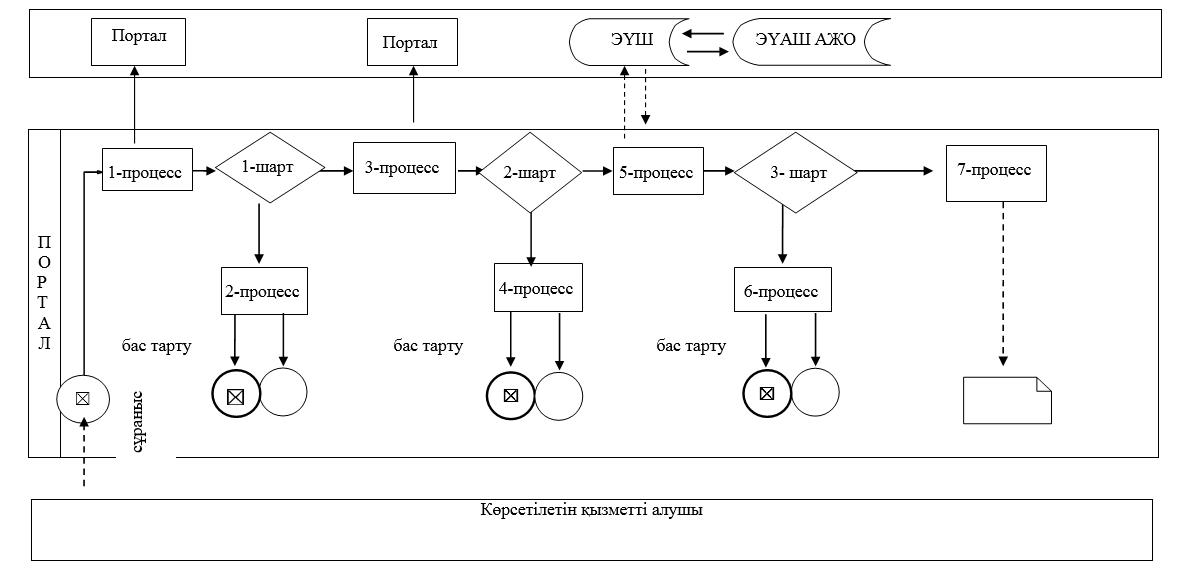 Портал
Портал
ЭҮШ
ЭҮАШ АЖО
ПОРТАЛ
1-процесс
1-шарт
3-процесс
2-шарт
5-процесс
3- шарт
7-процесс
2-процесс
4-процесс
6-процесс
бас тарту
бас тарту
бас тарту
сұраныс
Көрсетілетін қызметті алушы